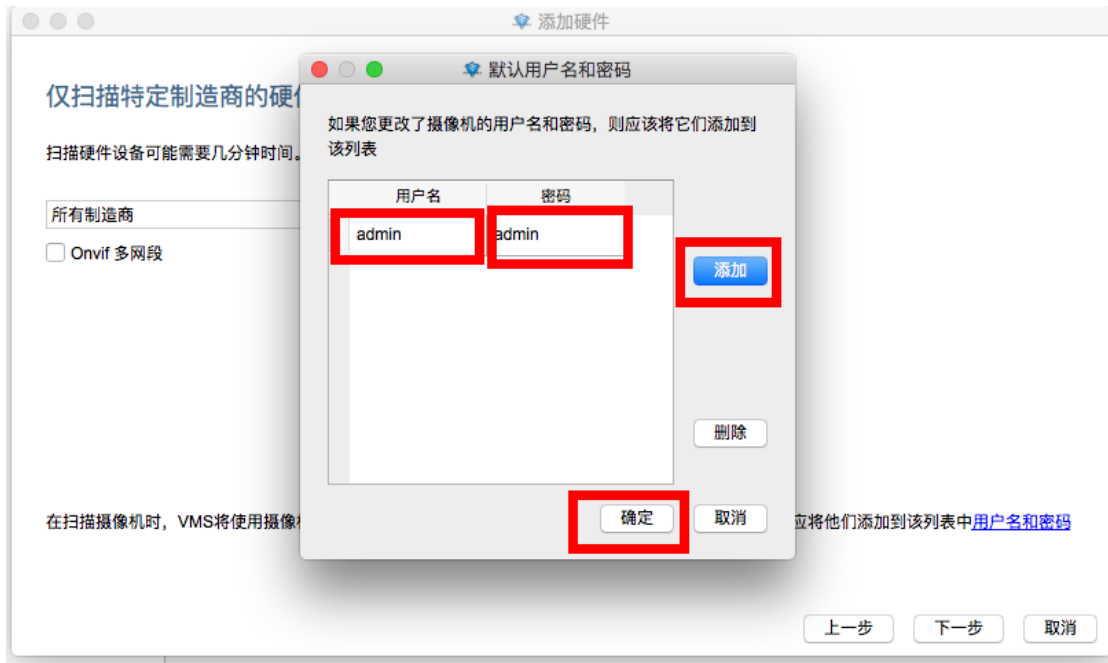 添加硬件
默认用户名和密码
仅扫描特定制造商的硬
如果您更改了摄像机的用户名和密码，则应该将它们添加到
该列表
扫描硬件设备可能需要几分钟时间。
用户名 密码
所有制造商
admin admin
Onvif 多网段
添加
删除
确定 取消
在扫描摄像机时，VMS将使用摄像 应将他们添加到该列表中用户名和密码
上一步 下一步 取消